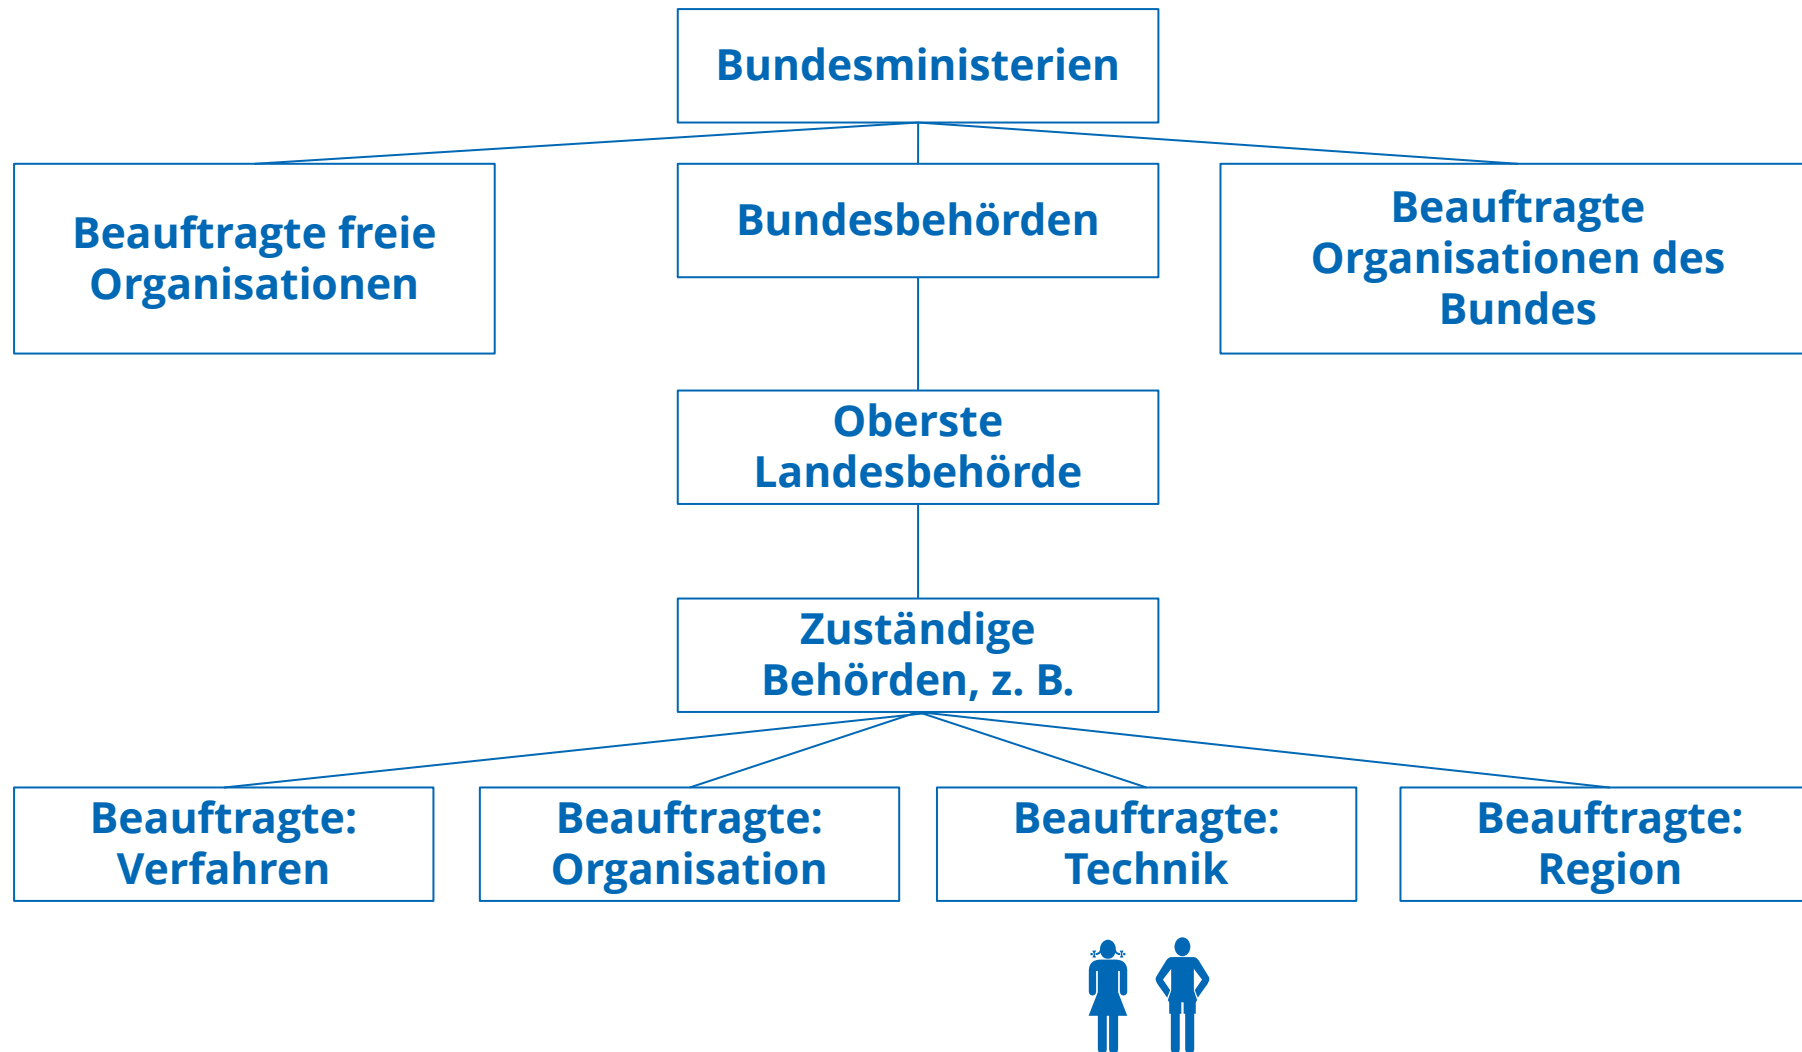 Bundesministerien
Beauftragte freie
Organisationen
Bundesbehörden
Beauftragte
Organisationen des
Bundes
Oberste
Landesbehörde
Zuständige
Behörden, z. B.
Beauftragte:
Verfahren
Beauftragte:
Organisation
Beauftragte:
Technik
Beauftragte:
Region